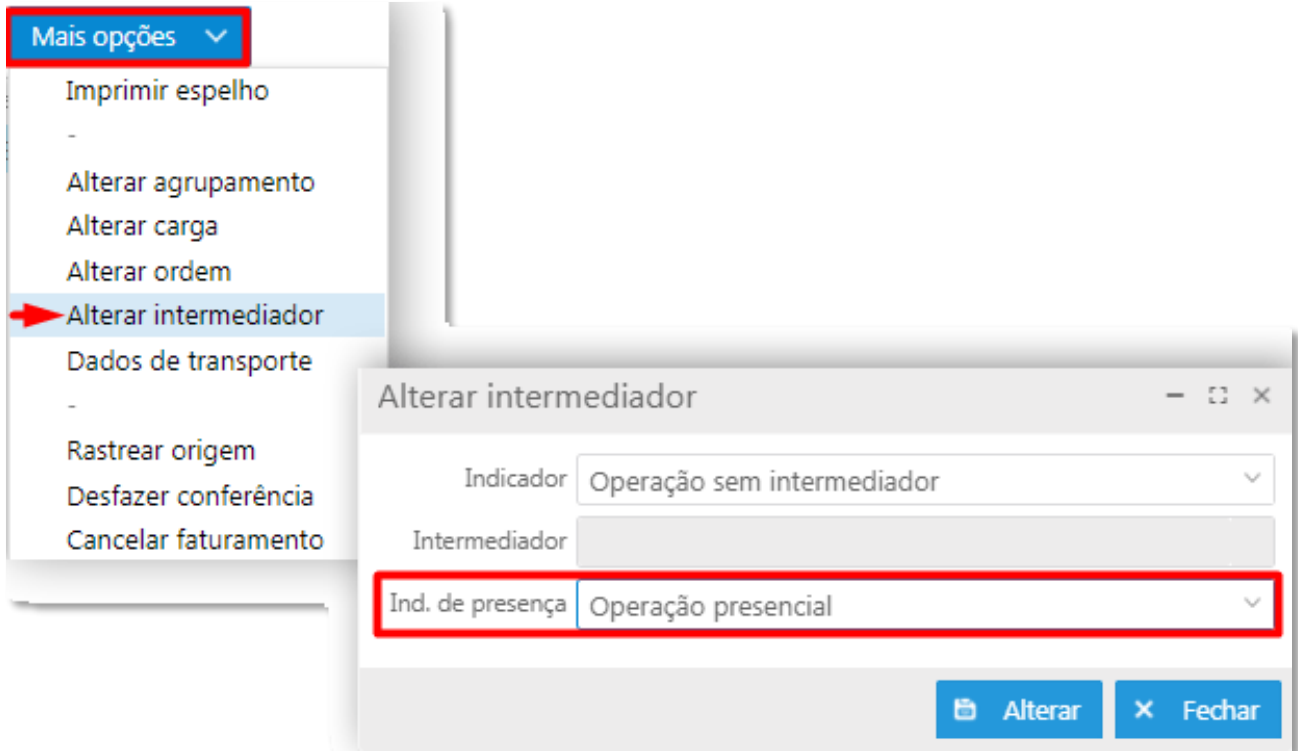 Mais opções
Imprimir espelho
-
Alterar agrupamento
Alterar carga
Alterar ordem
Alterar intermediador
Dados de transporte
-
Rastrear origem
Desfazer conferência
Cancelar faturamento
Alterar intermediador
Indicador Operação sem intermediador
Intermediador
Ind. de presença Operação presencial
Alterar Fechar